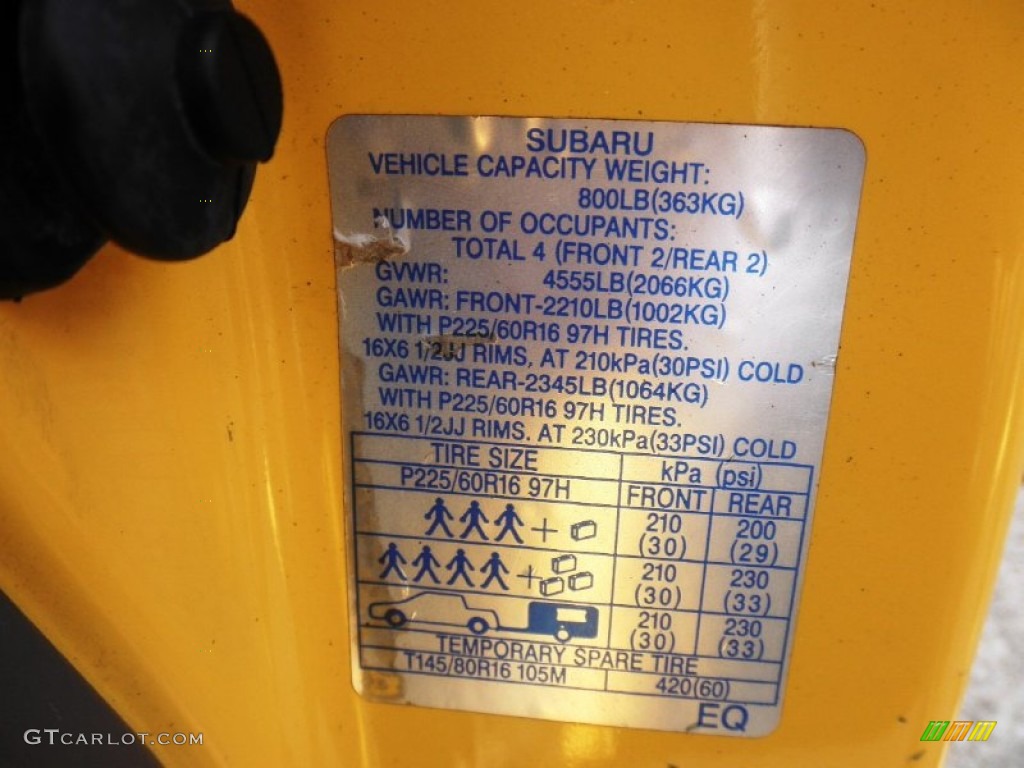 SUBARU
VEHICLE CAPACITY WEIGHT:
800LB(363KG)
NUMBER OF OCCUPANTS:
TOTAL 4 (FRONT 2/REAR 2)
GVWR: 4555LB(2066KG)
GAWR: FRONT-2210LB(1002KG)
WITH P225/60R16 97H TIRES.
16X6 1/2JJ RIMS, AT 210kPa(30PSI) COLD
GAWR: REAR-2345LB(1064KG)
WITH P225/60R16 97H TIRES.
16X6 1/2JJ RIMS. AT 230kPa(33PSI) COLD
TIRE SIZE kPa (psi)
P225/60R16 97H FRONT REAR
+ 210 200
(30) (29)
+ 210 230
(30) (33)
210 230
(30) (33)
TEMPORARY SPARE TIRE
T145/80R16 105M 420(60)
EQ
GTCARLOT.COM